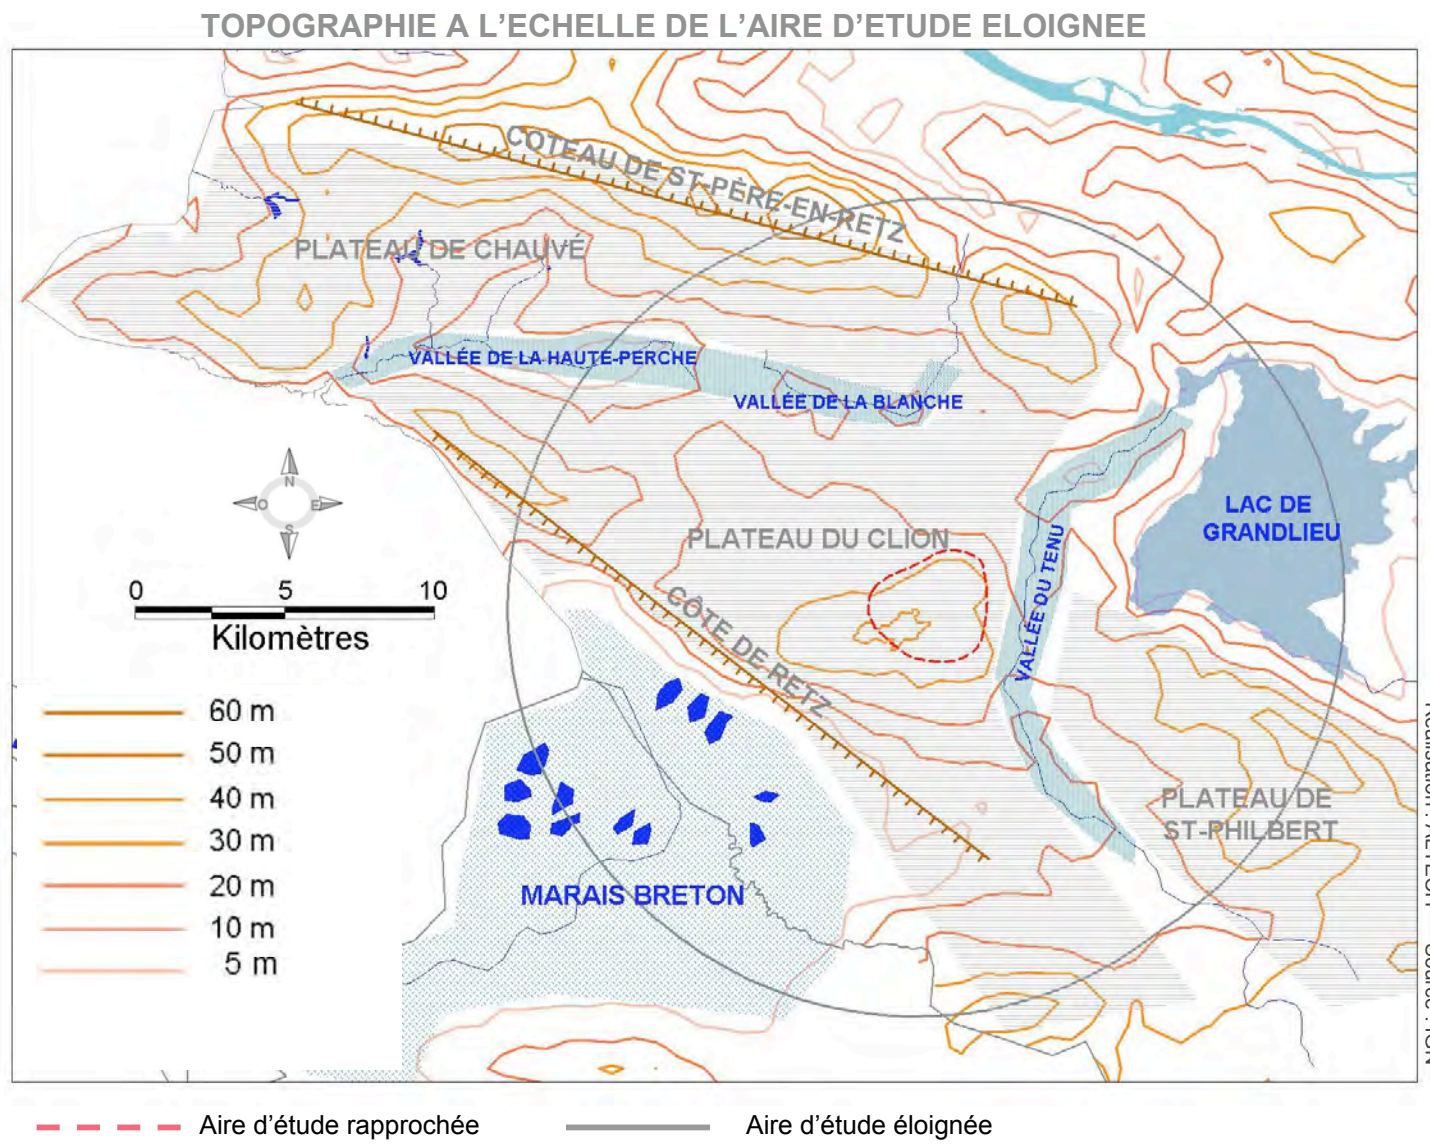 TOPOGRAPHIE A L'ECHELLE DE L'AIRE D'ETUDE ELOIGNEE
COTEAU DE ST-PÈRE-EN-RETZ
PLATEAU DE CHAUVÉ
VALLÉE DE LA HAUTE-PERCHE
VALLÉE DE LA BLANCHE
N
O
E
S
LAC DE
GRANDLIEU
PLATEAU DU CLION
VALLÉE DU TENU
CÔTE DE RETZ
0 5 10
Kilomètres
60 m
50 m
40 m
30 m
20 m
10 m
5 m
PLATEAU DE
ST-PHILBERT
MARAIS BRETON
Aire d'étude rapprochée
Aire d'étude éloignée